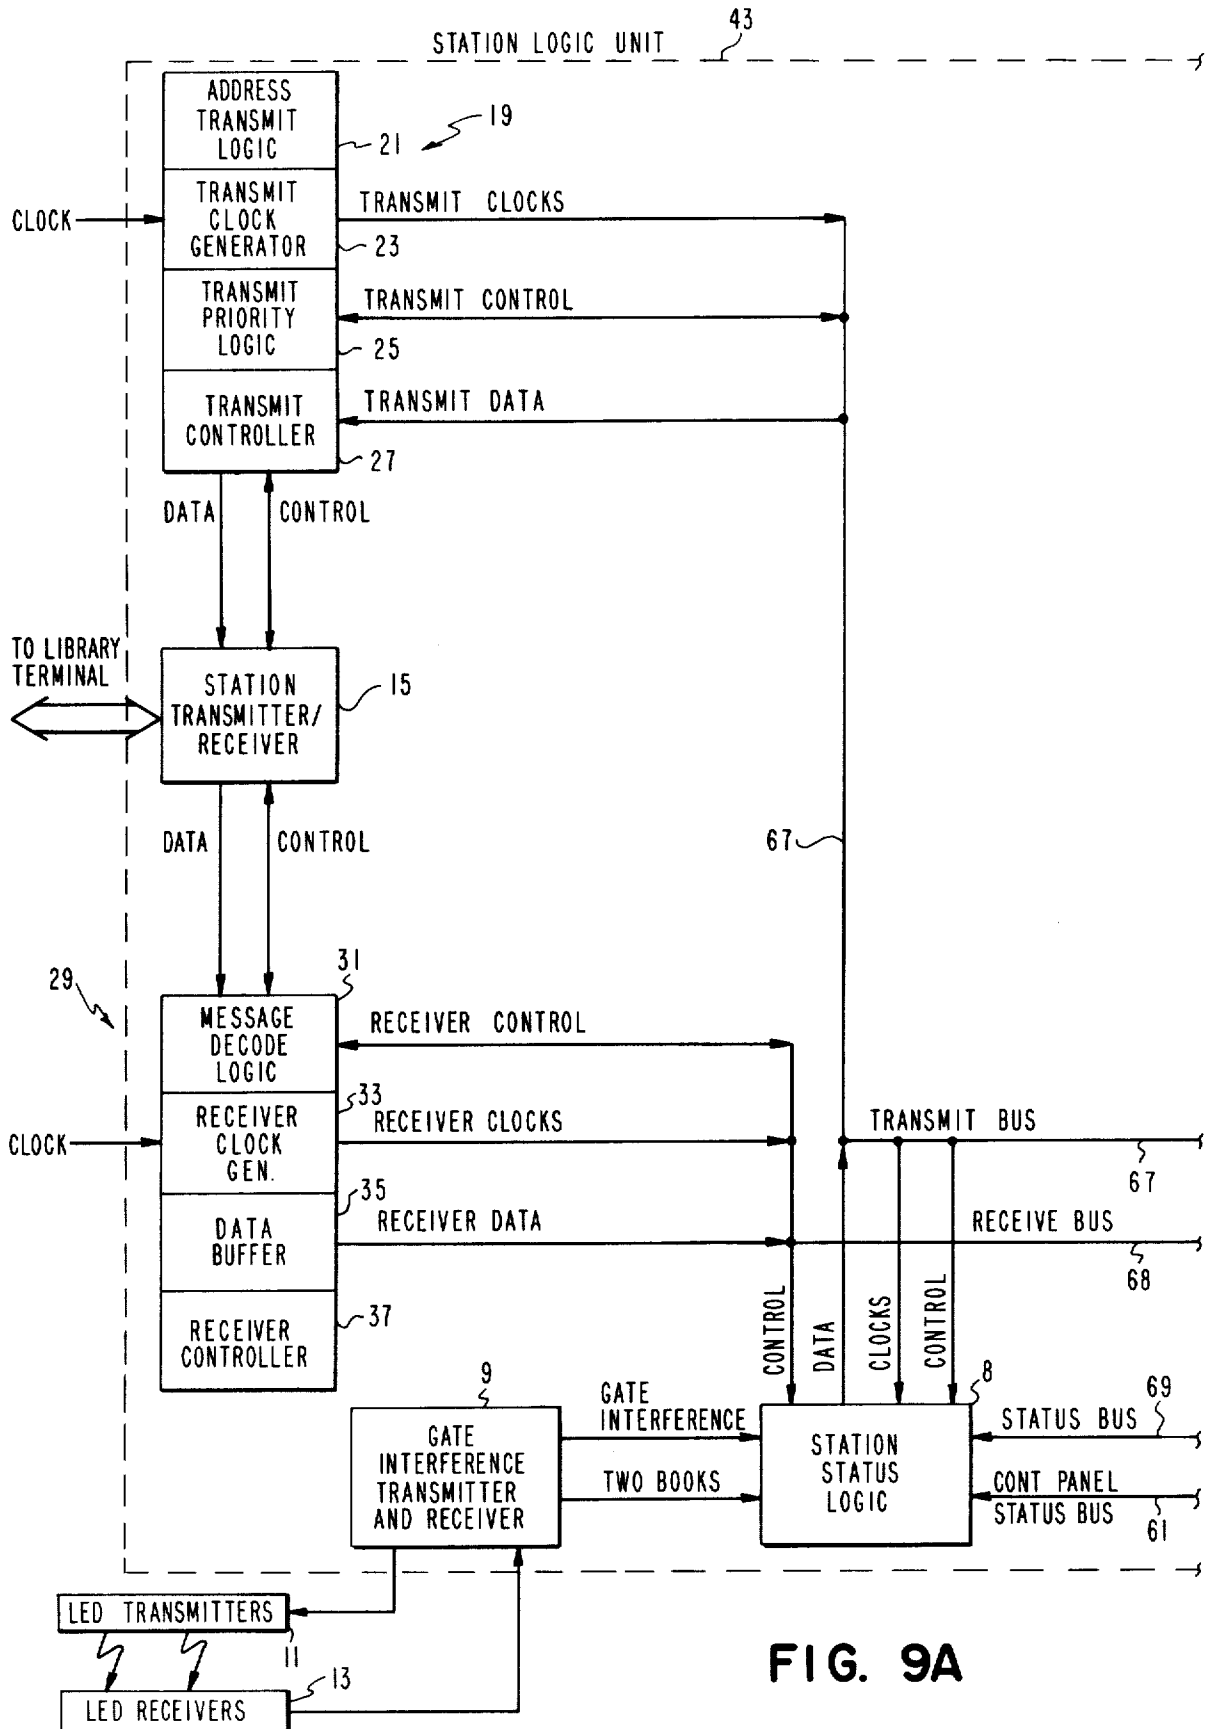 STATION LOGIC UNIT
43
ADDRESS
TRANSMIT
LOGIC
21
19
CLOCK
TRANSMIT
CLOCK
GENERATOR
23
TRANSMIT CLOCKS
TRANSMIT
PRIORITY
LOGIC
25
TRANSMIT CONTROL
TRANSMIT
CONTROLLER
27
TRANSMIT DATA
DATA
CONTROL
TO LIBRARY
TERMINAL
STATION
TRANSMITTER/
RECEIVER
15
DATA
CONTROL
67
29
31
MESSAGE
DECODE
LOGIC
RECEIVER CONTROL
CLOCK
33
RECEIVER
CLOCK
GEN.
RECEIVER CLOCKS
TRANSMIT BUS
67
35
DATA
BUFFER
RECEIVER DATA
RECEIVE BUS
68
37
RECEIVER
CONTROLLER
CONTROL
DATA
CLOCKS
CONTROL
9
GATE
INTERFERENCE
TRANSMITTER
AND RECEIVER
GATE
INTERFERENCE
TWO BOOKS
8
STATION
STATUS
LOGIC
STATUS BUS
69
CONT PANEL
STATUS BUS
61
LED TRANSMITTERS
11
LED RECEIVERS
13
FIG. 9A